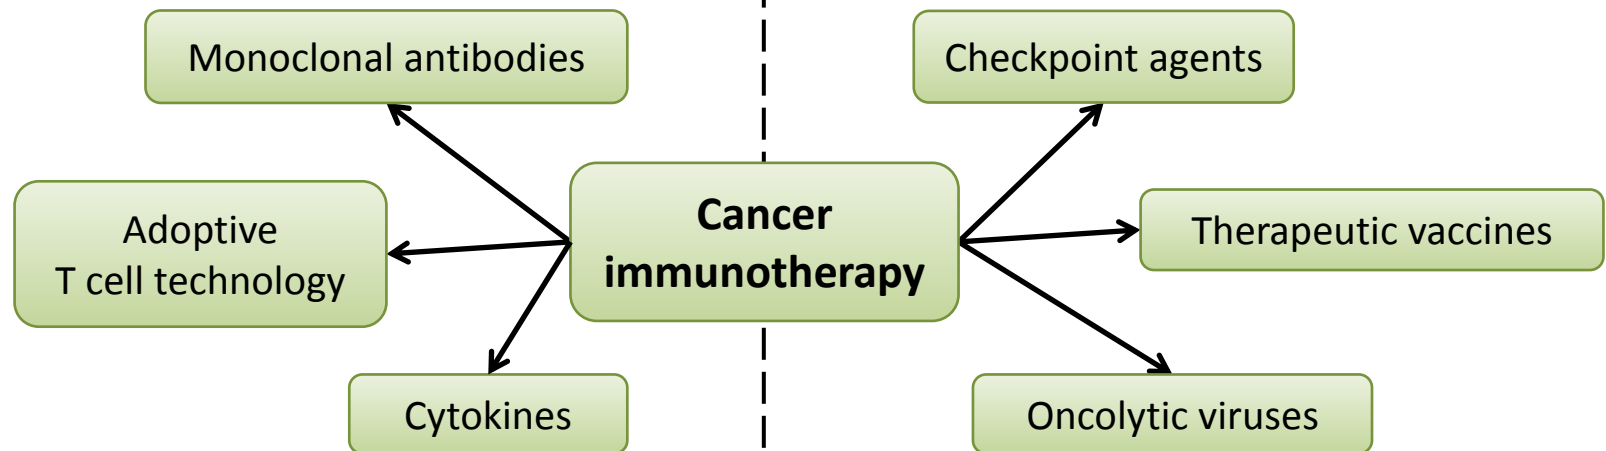 Monoclonal antibodies
Checkpoint agents
Cancer
immunotherapy
Adoptive
T cell technology
Therapeutic vaccines
Cytokines
Oncolytic viruses